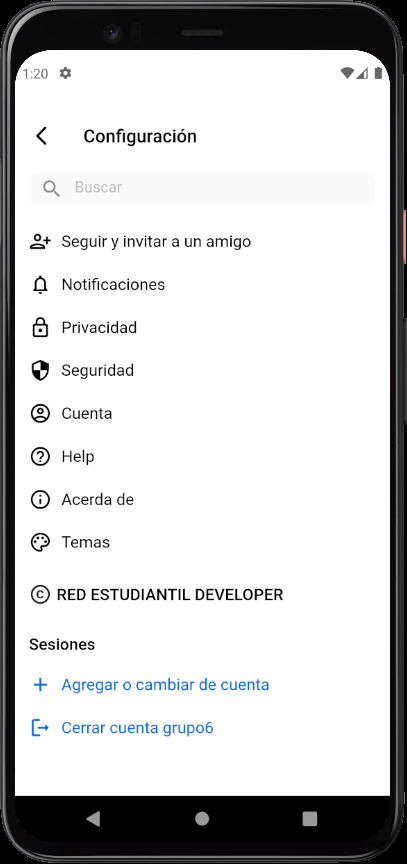 1:20
Configuración
Buscar
Seguir y invitar a un amigo
Notificaciones
Privacidad
Seguridad
Cuenta
Help
Acerda de
Temas
© RED ESTUDIANTIL DEVELOPER
Sesiones
Agregar o cambiar de cuenta
Cerrar cuenta grupo6